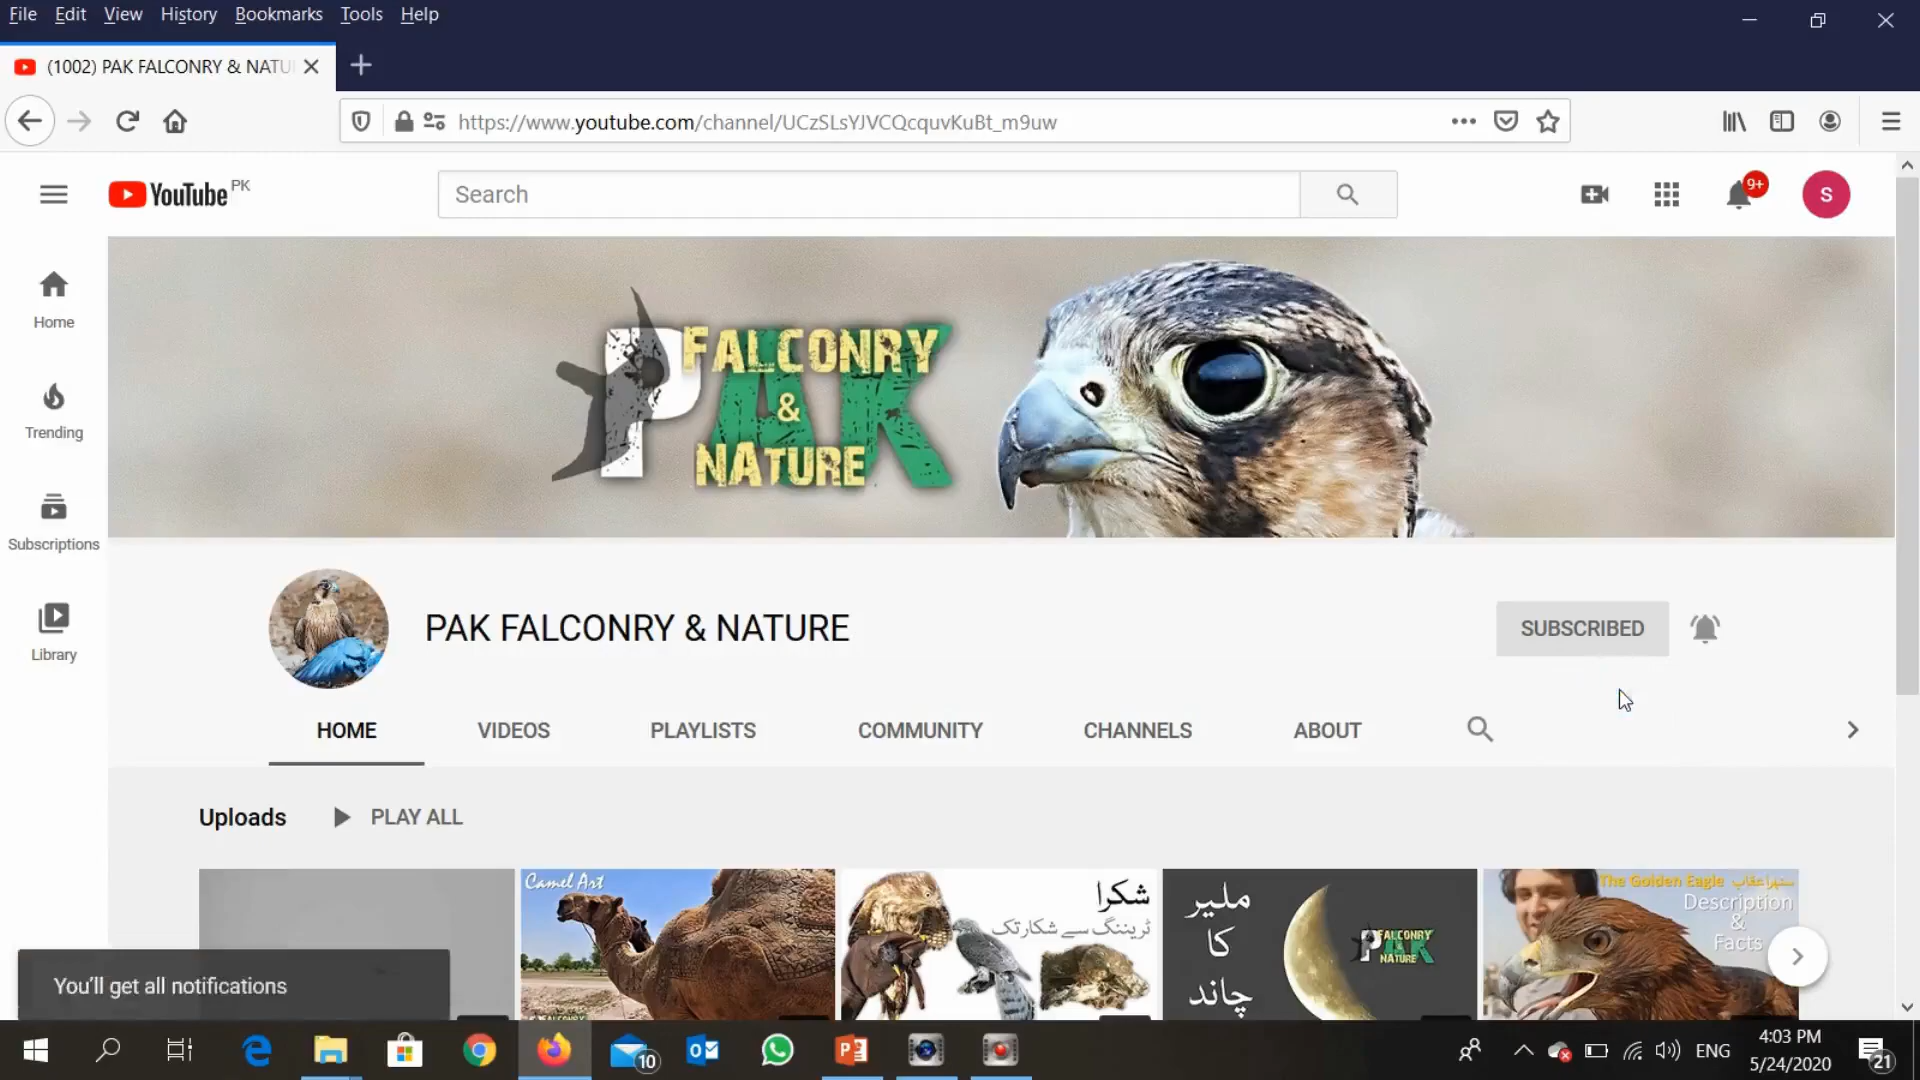 File Edit View History Bookmarks Tools Help
(1002) PAK FALCONRY & NATU
https://www.youtube.com/channel/UCzSLsYJVCQcquvKuBt_m9uw
YouTube PK
Search
9+
S
Home
Trending
Subscriptions
Library
PAK
FALCONRY
&
NATURE
PAK FALCONRY & NATURE
SUBSCRIBED
HOME VIDEOS PLAYLISTS COMMUNITY CHANNELS ABOUT
Uploads PLAY ALL
Camel Art
شکرا
ٹریننگ سے شکار تک
ملیر
کا
چاند
PAK
FALCONRY
NATURE
The Golden Eagle سنہرا عقاب
Description
&
Facts
You'll get all notifications
10
ENG
4:03 PM
5/24/2020
21